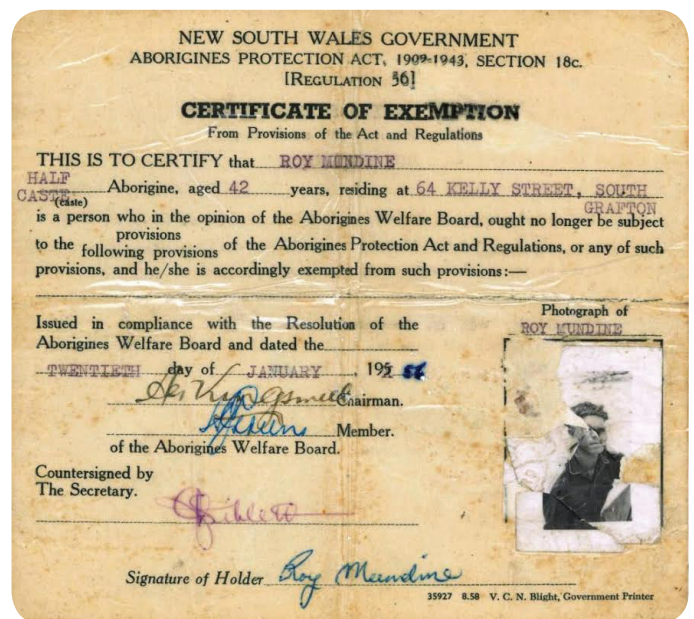 NEW SOUTH WALES GOVERNMENT
ABORIGINES PROTECTION ACT, 1909-1943, SECTION 18c.
[REGULATION 56]
CERTIFICATE OF EXEMPTION
From Provisions of the Act and Regulations
THIS IS TO CERTIFY that ROY MUNDINE
HALF CASTE (caste) Aborigine, aged 42 years, residing at 64 KELLY STREET, SOUTH GRAFTON
is a person who in the opinion of the Aborigines Welfare Board, ought no longer be subject
to the provisions following provisions of the Aborigines Protection Act and Regulations, or any of such
provisions, and he/she is accordingly exempted from such provisions:—
Issued in compliance with the Resolution of the
Aborigines Welfare Board and dated the
TWENTIETH day of JANUARY, 195
Chairman.
Member.
of the Aborigines Welfare Board.
Countersigned by
The Secretary.
Photograph of
ROY MUNDINE
Signature of Holder Roy Mundine
35927 8.58 V. C. N. Blight, Government Printer